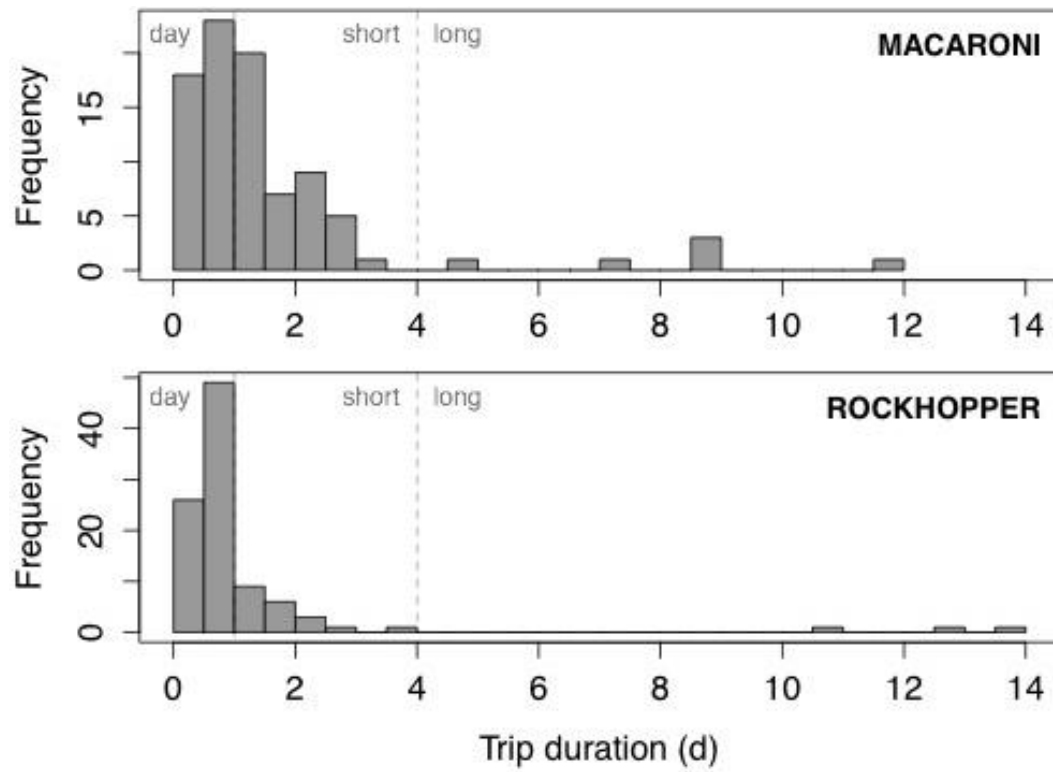 day short long MACARONI
Frequency
15
5
0
0 2 4 6 8 10 12 14
day short long ROCKHOPPER
Frequency
40
20
0
0 2 4 6 8 10 12 14
Trip duration (d)